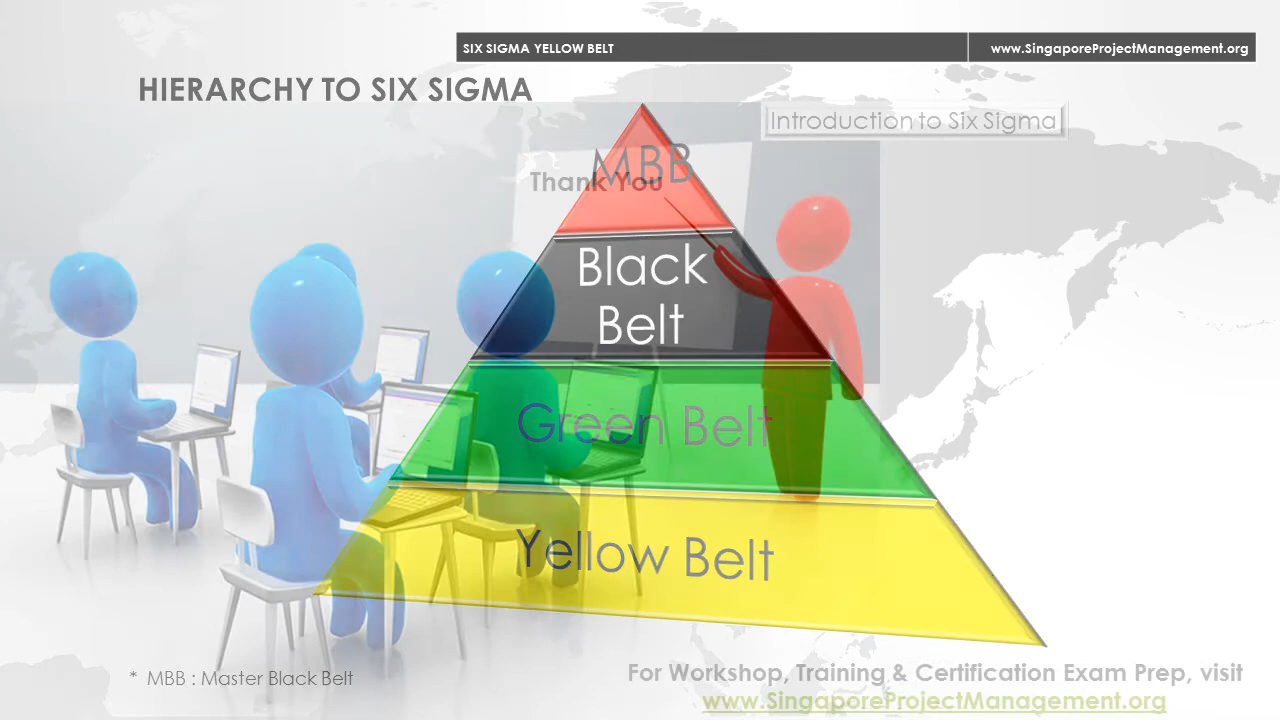 SIX SIGMA YELLOW BELT
www.SingaporeProjectManagement.org
HIERARCHY TO SIX SIGMA
Introduction to Six Sigma
MBB
Thank You
Black
Belt
Green Belt
Yellow Belt
* MBB : Master Black Belt
For Workshop, Training & Certification Exam Prep, visit
www.SingaporeProjectManagement.org